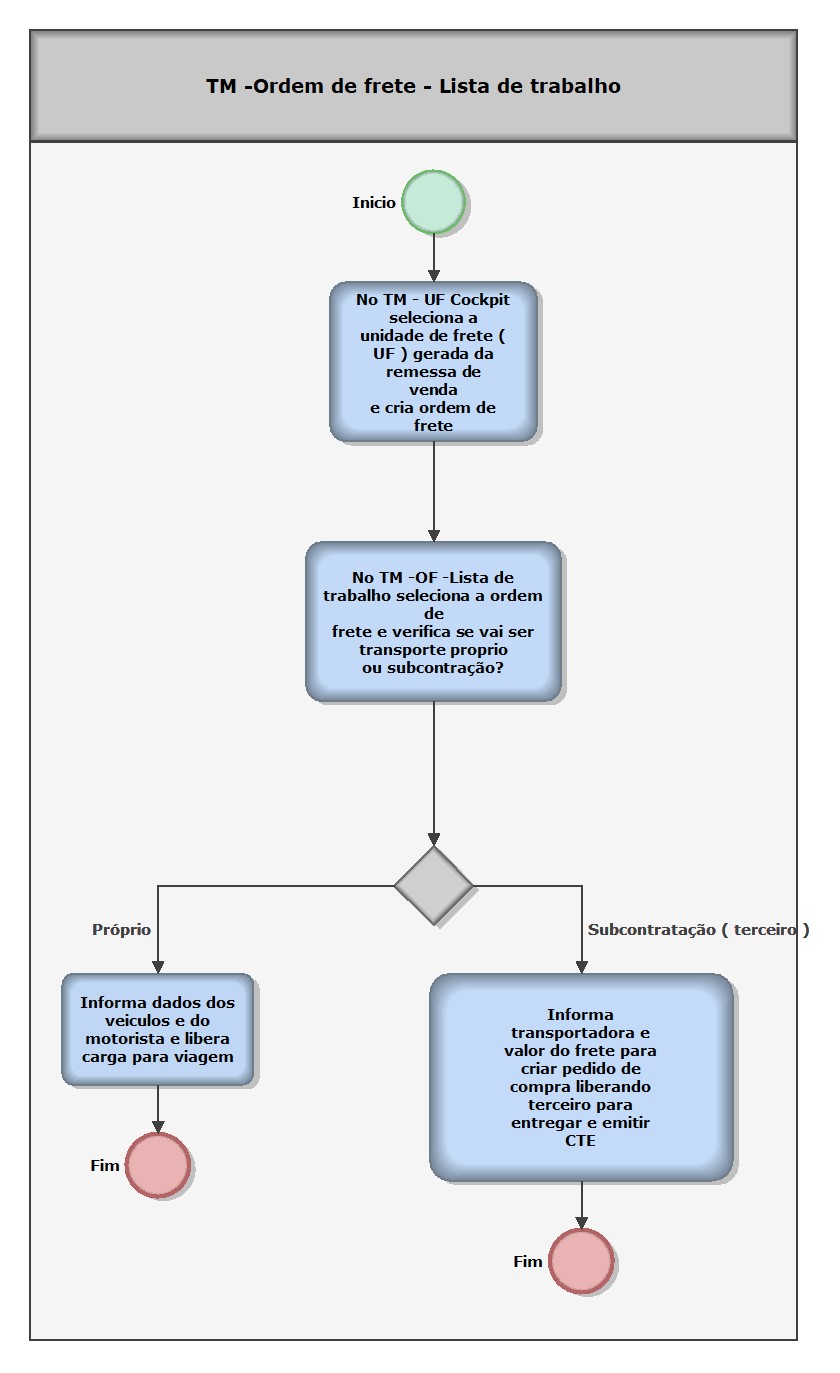 TM -Ordem de frete - Lista de trabalho
Inicio
No TM - UF Cockpit
seleciona a
unidade de frete (
UF ) gerada da
remessa de
venda
e cria ordem de
frete
No TM -OF -Lista de
trabalho seleciona a ordem
de
frete e verifica se vai ser
transporte proprio
ou subcontração?
Próprio
Subcontratação ( terceiro )
Informa dados dos
veiculos e do
motorista e libera
carga para viagem
Informa
transportadora e
valor do frete para
criar pedido de
compra liberando
terceiro para
entregar e emitir
CTE
Fim
Fim